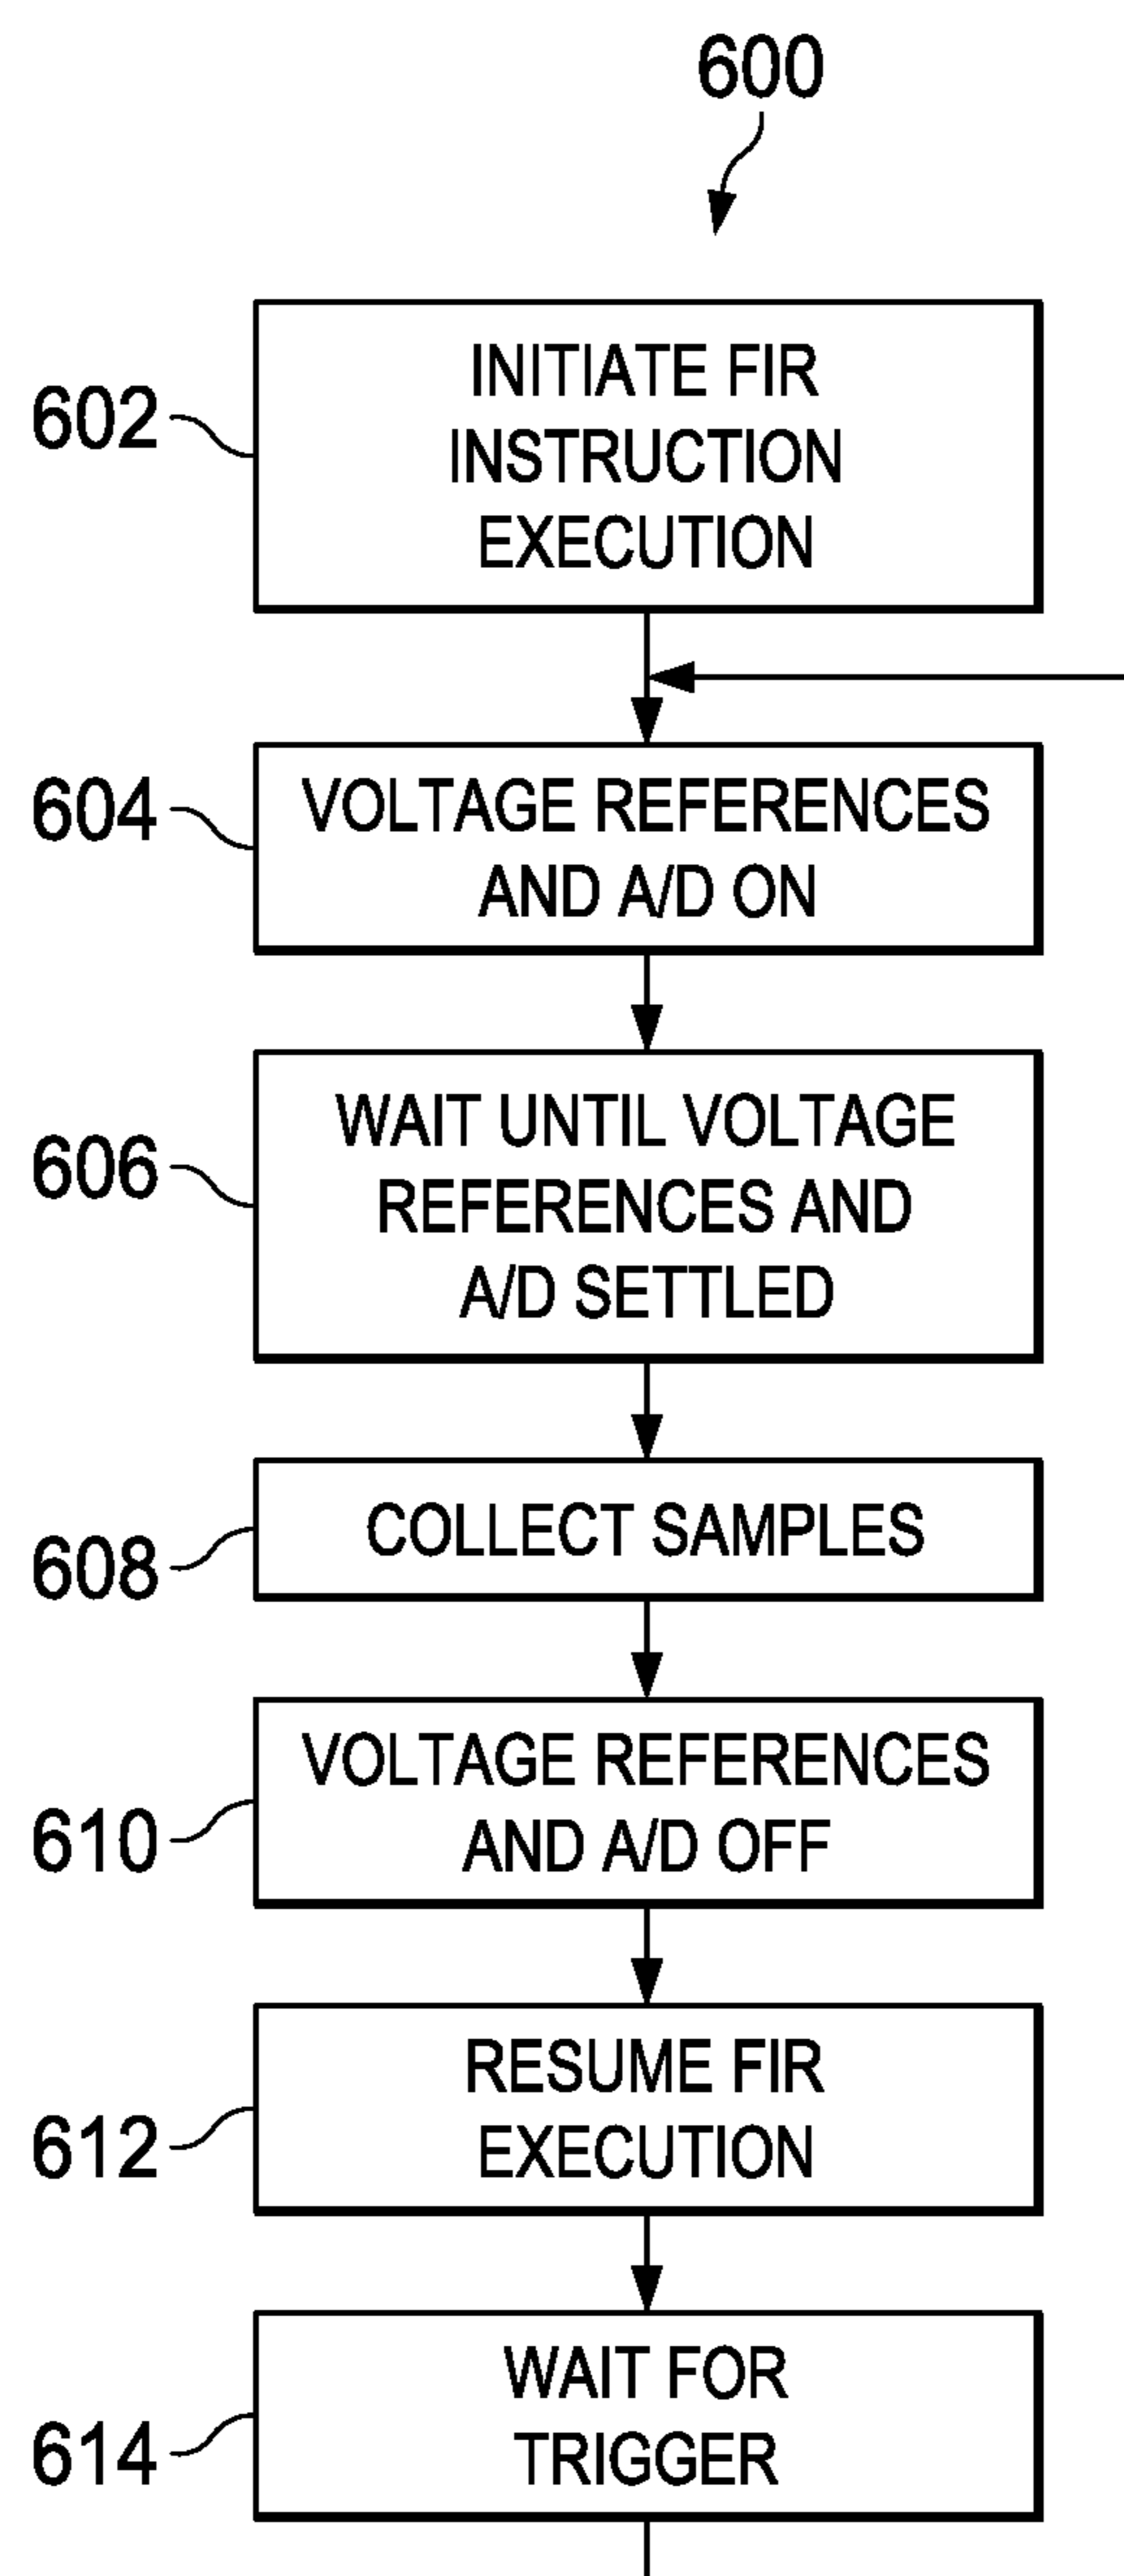 600
602
INITIATE FIR
INSTRUCTION
EXECUTION
604
VOLTAGE REFERENCES
AND A/D ON
606
WAIT UNTIL VOLTAGE
REFERENCES AND
A/D SETTLED
608
COLLECT SAMPLES
610
VOLTAGE REFERENCES
AND A/D OFF
612
RESUME FIR
EXECUTION
614
WAIT FOR
TRIGGER